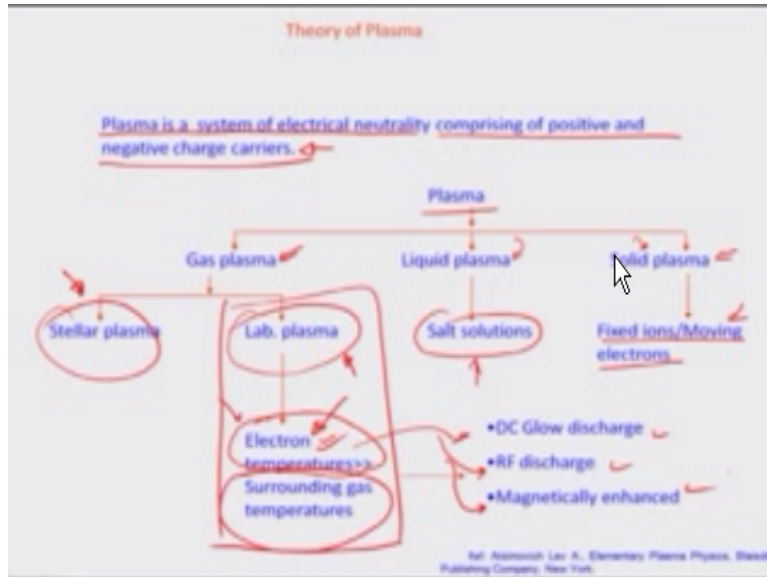 Theory of Plasma
Plasma is a system of electrical neutrality comprising of positive and
negative charge carriers.
Plasma
Gas plasma
Liquid plasma
Solid plasma
Stellar plasma
Lab. plasma
Salt solutions
Fixed ions/Moving
electrons
Electron
temperatures>>
Surrounding gas
temperatures
•DC Glow discharge
•RF discharge
•Magnetically enhanced
Ref: Lev A., Elementary Plasma Physics,
Publishing Company, New York.